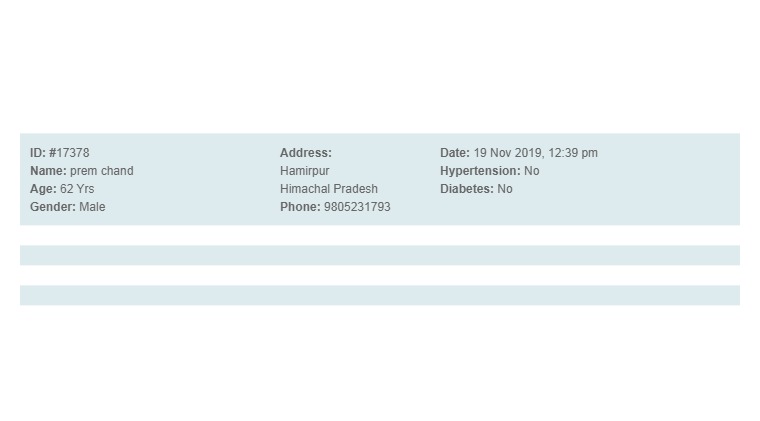 ID: #17378
Name: prem chand
Age: 62 Yrs
Gender: Male
Address:
Hamirpur
Himachal Pradesh
Phone: 9805231793
Date: 19 Nov 2019, 12:39 pm
Hypertension: No
Diabetes: No